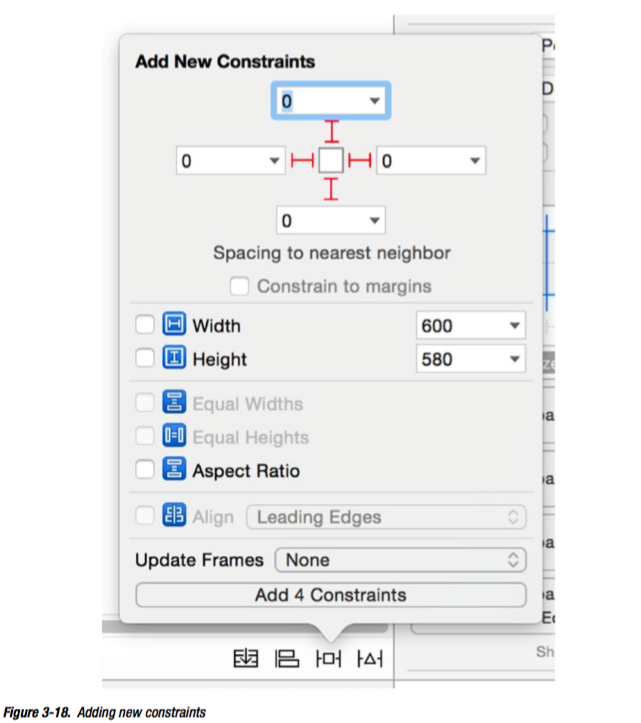 Add New Constraints
0
0 0
0
Spacing to nearest neighbor
Constrain to margins
Width 600
Height 580
Equal Widths
Equal Heights
Aspect Ratio
Align Leading Edges
Update Frames None
Add 4 Constraints
Sh
Figure 3-18. Adding new constraints